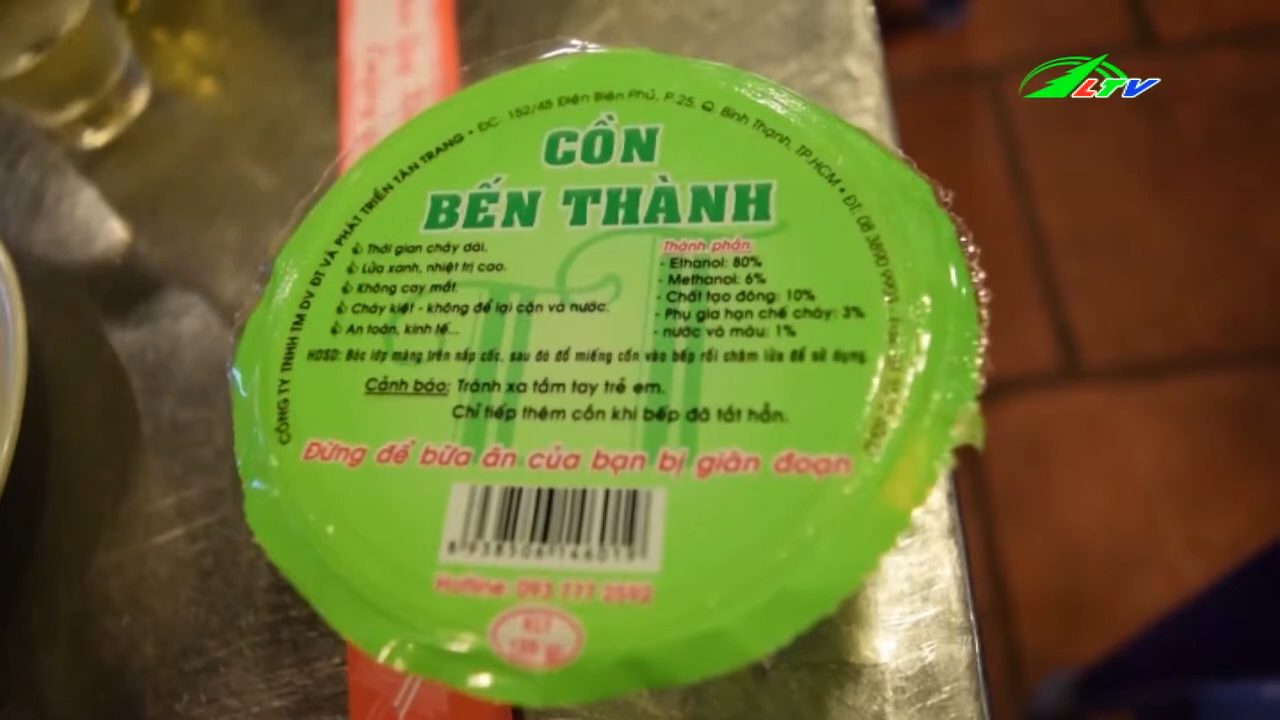 LTV
CÔNG TY TNHH TM DV ĐT VÀ PHÁT TRIỂN TÂN TRANG • ĐC: 152/45 Điện Biên Phủ, P.25, Q. Bình Thạnh, TP.HCM • ĐT: 08 3890
CỒN
BẾN THÀNH
Thời gian cháy dài.
Lửa xanh, nhiệt trị cao.
Không cay mắt.
Cháy kiệt - không để lại cặn và nước.
An toàn, kinh tế...
Thành phần:
- Ethanol: 80%
- Methanol: 6%
- Chất tạo đông: 10%
- Phụ gia hạn chế cháy: 3%
- nước và màu: 1%
HDSD: Bóc lớp màng trên nắp cốc, sau đó đổ miếng cồn vào bếp rồi châm lửa để sử dụng.
Cảnh báo: Tránh xa tầm tay trẻ em.
Chỉ tiếp thêm cồn khi bếp đã tắt hẳn.
Đừng để bữa ăn của bạn bị gián đoạn
Hotline: 093 777 2592
KLT